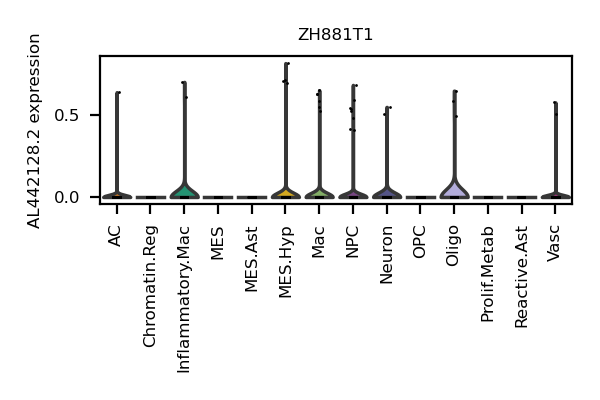 ZH881T1
AL442128.2 expression
0.5
0.0
AC
Chromatin.Reg
Inflammatory.Mac
MES
MES.Ast
MES.Hyp
Mac
NPC
Neuron
OPC
Oligo
Prolif.Metab
Reactive.Ast
Vasc